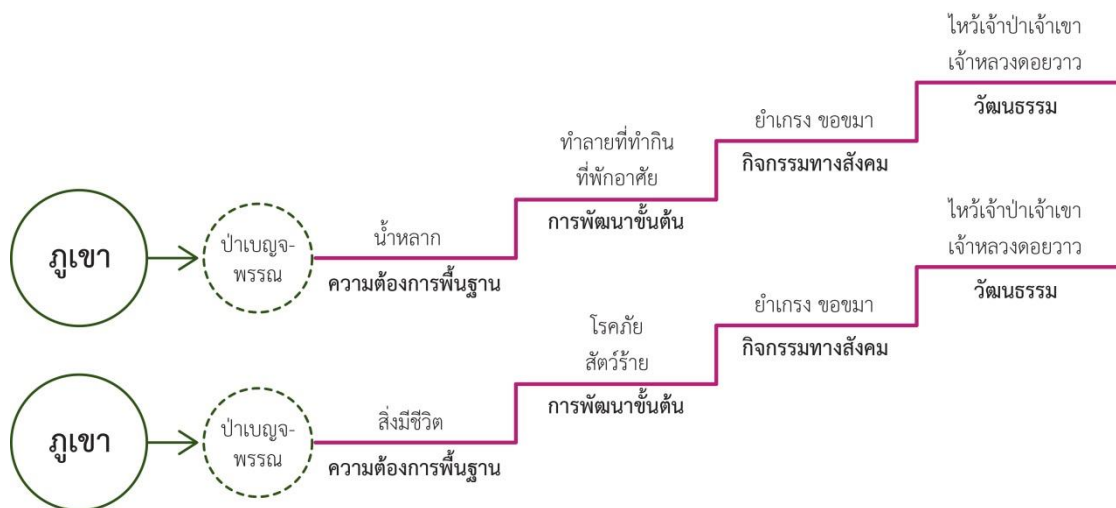 ไหว้เจ้าป่าเจ้าเขา
เจ้าหลวงดอยวาว
วัฒนธรรม
ยำเกรง ขอขมา
กิจกรรมทางสังคม
ทำลายที่ทำกิน
ที่พักอาศัย
การพัฒนาขั้นต้น
ภูเขา
ป่าเบญจ-
พรรณ
น้ำหลาก
ความต้องการพื้นฐาน
ไหว้เจ้าป่าเจ้าเขา
เจ้าหลวงดอยวาว
วัฒนธรรม
ยำเกรง ขอขมา
กิจกรรมทางสังคม
โรคภัย
สัตว์ร้าย
การพัฒนาขั้นต้น
ภูเขา
ป่าเบญจ-
พรรณ
สิ่งมีชีวิต
ความต้องการพื้นฐาน